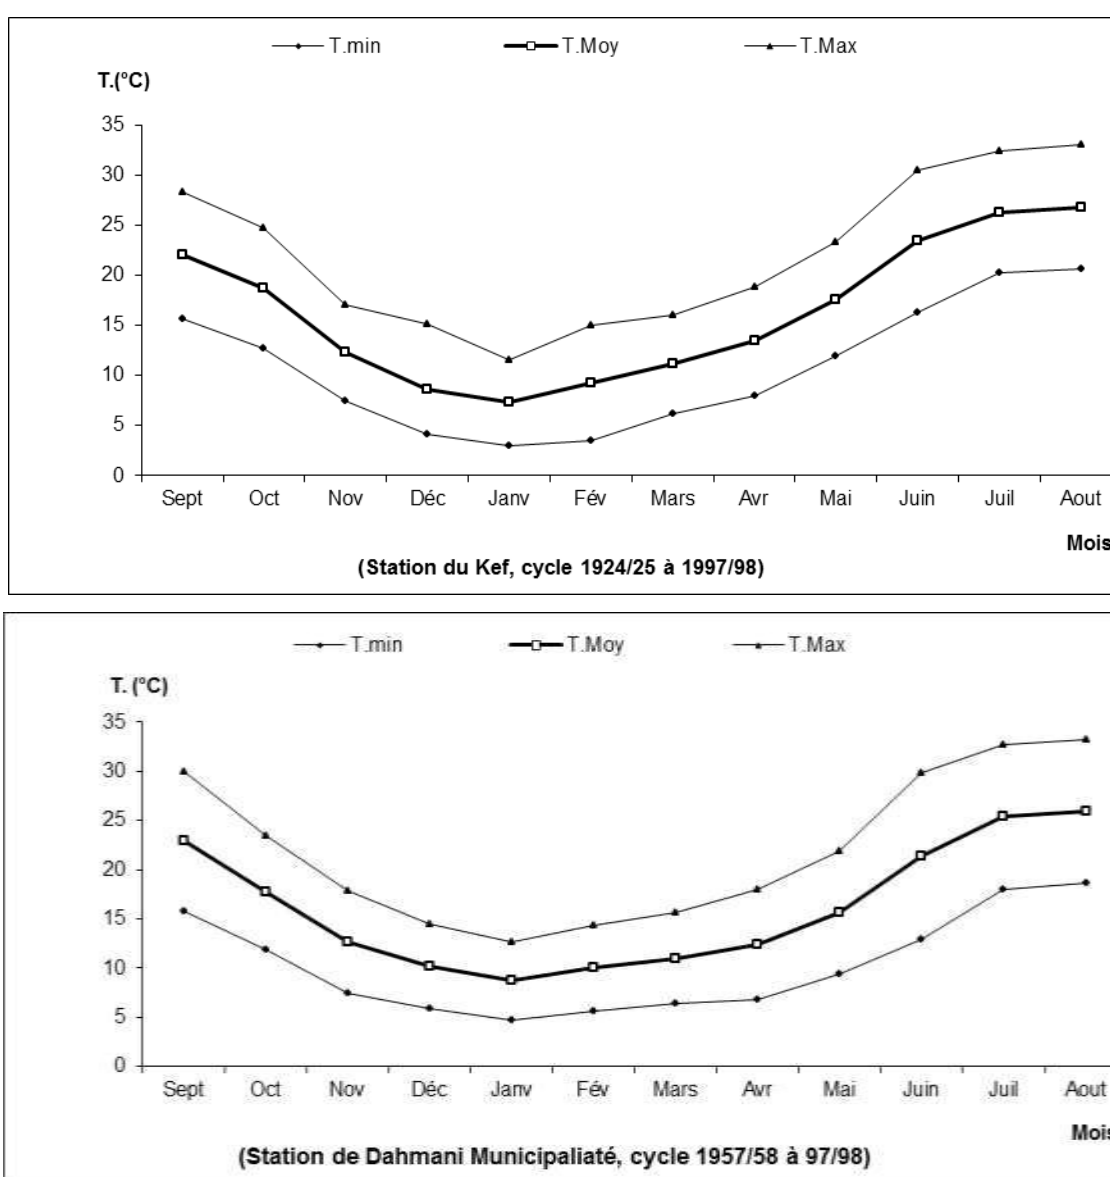 T.min T.Moy T.Max
T.(°C)
35
30
25
20
15
10
5
0
Sept Oct Nov Déc Janv Fév Mars Avr Mai Juin Juil Aout
Mois
(Station du Kef, cycle 1924/25 à 1997/98)
T.min T.Moy T.Max
T. (°C)
35
30
25
20
15
10
5
0
Sept Oct Nov Déc Janv Fév Mars Avr Mai Juin Juil Aout
Mois
(Station de Dahmani Municipaliaté, cycle 1957/58 à 97/98)